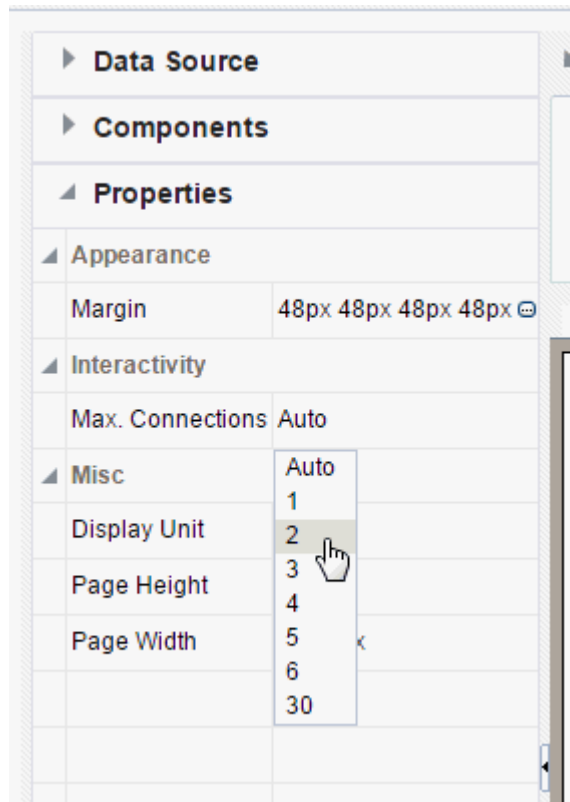 Data Source
Components
Properties
Appearance
Margin 48px 48px 48px 48px
Interactivity
Max. Connections Auto
Auto
Misc
1
2
Display Unit
3
Page Height
4
5
Page Width x
6
30